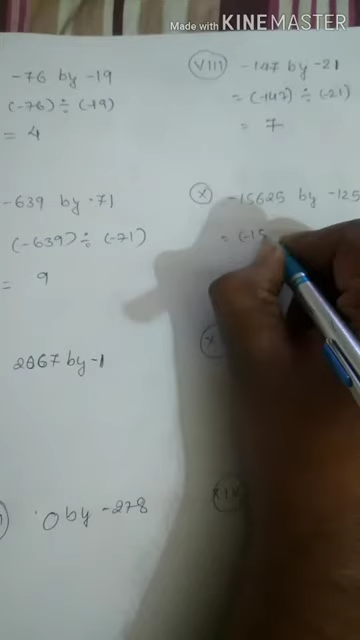 Made with KINEMASTER
-76 by -19
(-76) ÷ (-19)
= 4
-639 by -71
(-639) ÷ (-71)
= 9
2867 by -1
0 by -278
VIII -147 by -21
= (-147) ÷ (-21)
= 7
X -15625 by -125
= (-15